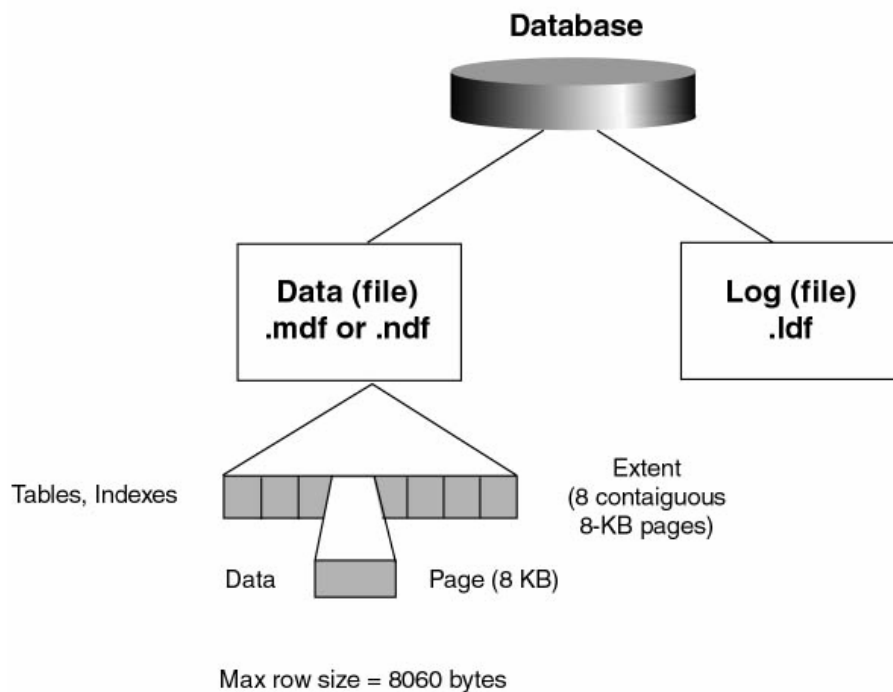 Database
Data (file)
.mdf or .ndf
Log (file)
.ldf
Tables, Indexes
Extent
(8 contaiguous
8-KB pages)
Data
Page (8 KB)
Max row size = 8060 bytes